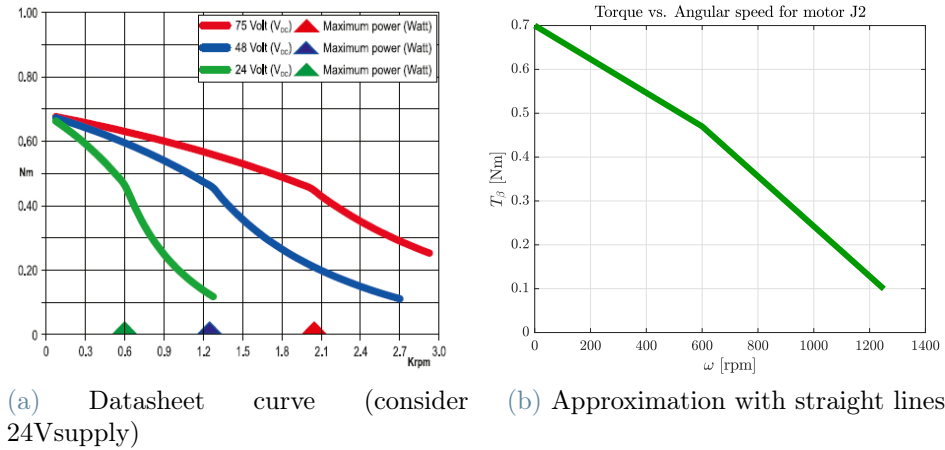 1.00
0.80
0.60
Nm
0.40
0.20
0
75 Volt (V_DC) Maximum power (Watt)
48 Volt (V_DC) Maximum power (Watt)
24 Volt (V_DC) Maximum power (Watt)
0 0.3 0.6 0.9 1.2 1.5 1.8 2.1 2.4 2.7 3.0
Krpm
Torque vs. Angular speed for motor J2
0.7
0.6
0.5
0.4
0.3
0.2
0.1
0
T_β [Nm]
0 200 400 600 800 1000 1200 1400
ω [rpm]
(a) Datasheet curve (consider
24Vsupply)
(b) Approximation with straight lines